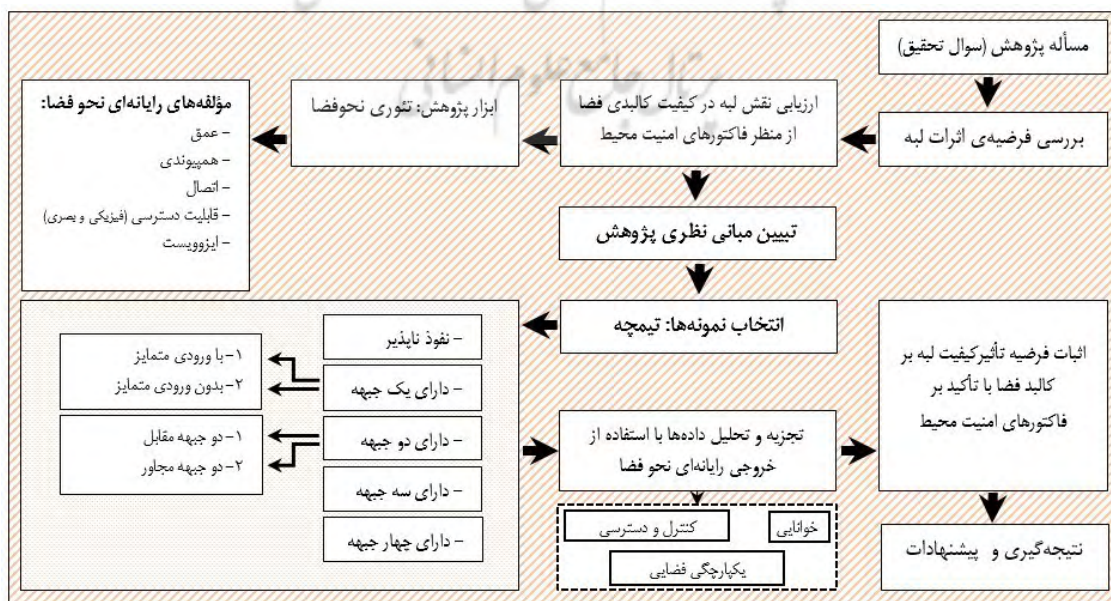 مسأله پژوهش (سوال تحقیق)
بررسی فرضیه‌ی اثرات لبه
ارزیابی نقش لبه در کیفیت کالبدی فضا
از منظر فاکتورهای امنیت محیط
ابزار پژوهش: تئوری نحوفضا
مؤلفه‌های رایانه‌ای نحو فضا:
- عمق
- همپیوندی
- اتصال
- قابلیت دسترسی (فیزیکی و بصری)
- ایزوویست
تبیین مبانی نظری پژوهش
انتخاب نمونه‌ها: تیمچه
- نفوذ ناپذیر
- دارای یک جبهه
۱-با ورودی متمایز
۲-بدون ورودی متمایز
- دارای دو جبهه
۱-دو جبهه مقابل
۲-دو جبهه مجاور
- دارای سه جبهه
- دارای چهار جبهه
تجزیه و تحلیل داده‌ها با استفاده از
خروجی رایانه‌ای نحو فضا
خوانایی
کنترل و دسترسی
یکپارچگی فضایی
اثبات فرضیه تأثیرکیفیت لبه بر
کالبد فضا با تأکید بر
فاکتورهای امنیت محیط
نتیجه‌گیری و پیشنهادات